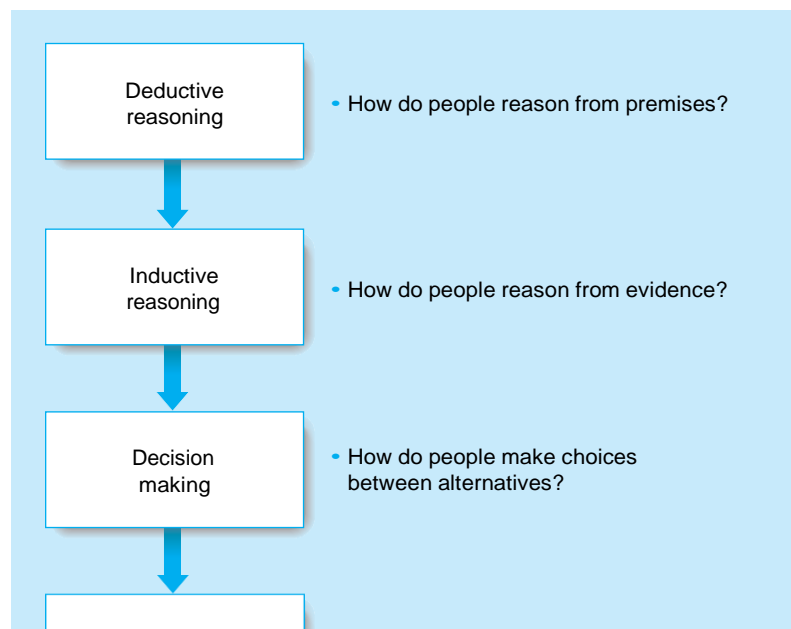 Deductive
reasoning
• How do people reason from premises?
Inductive
reasoning
• How do people reason from evidence?
Decision
making
• How do people make choices
between alternatives?